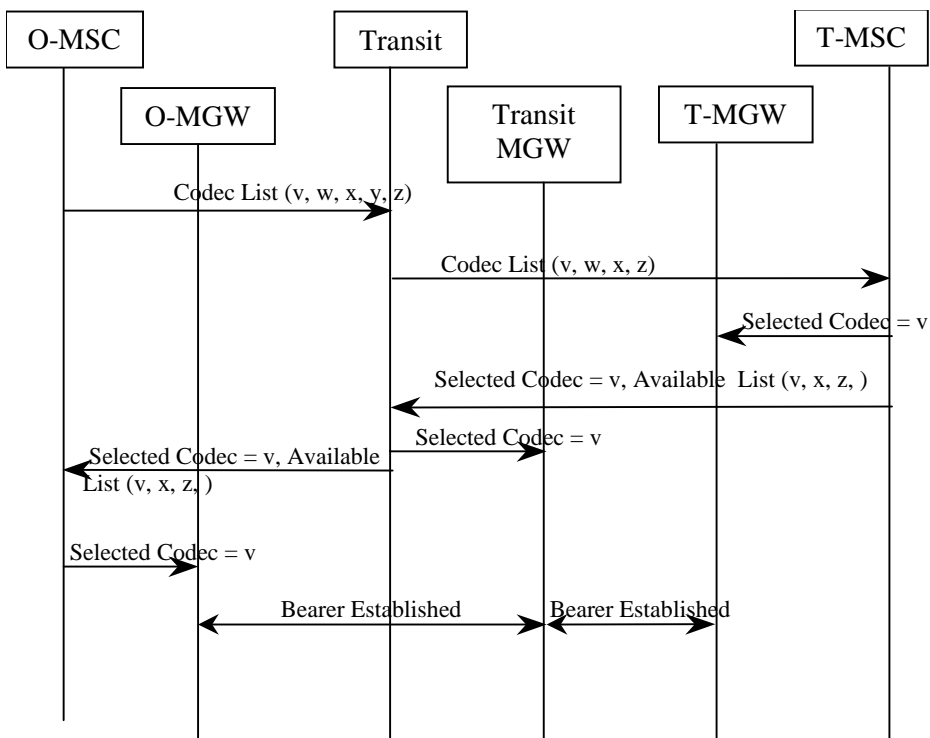 O-MSC
Transit
T-MSC
O-MGW
Transit
MGW
T-MGW
Codec List (v, w, x, y, z)
Codec List (v, w, x, z)
Selected Codec = v
Selected Codec = v, Available List (v, x, z, )
Selected Codec = v
Selected Codec = v, Available
List (v, x, z, )
Selected Codec = v
Bearer Established
Bearer Established